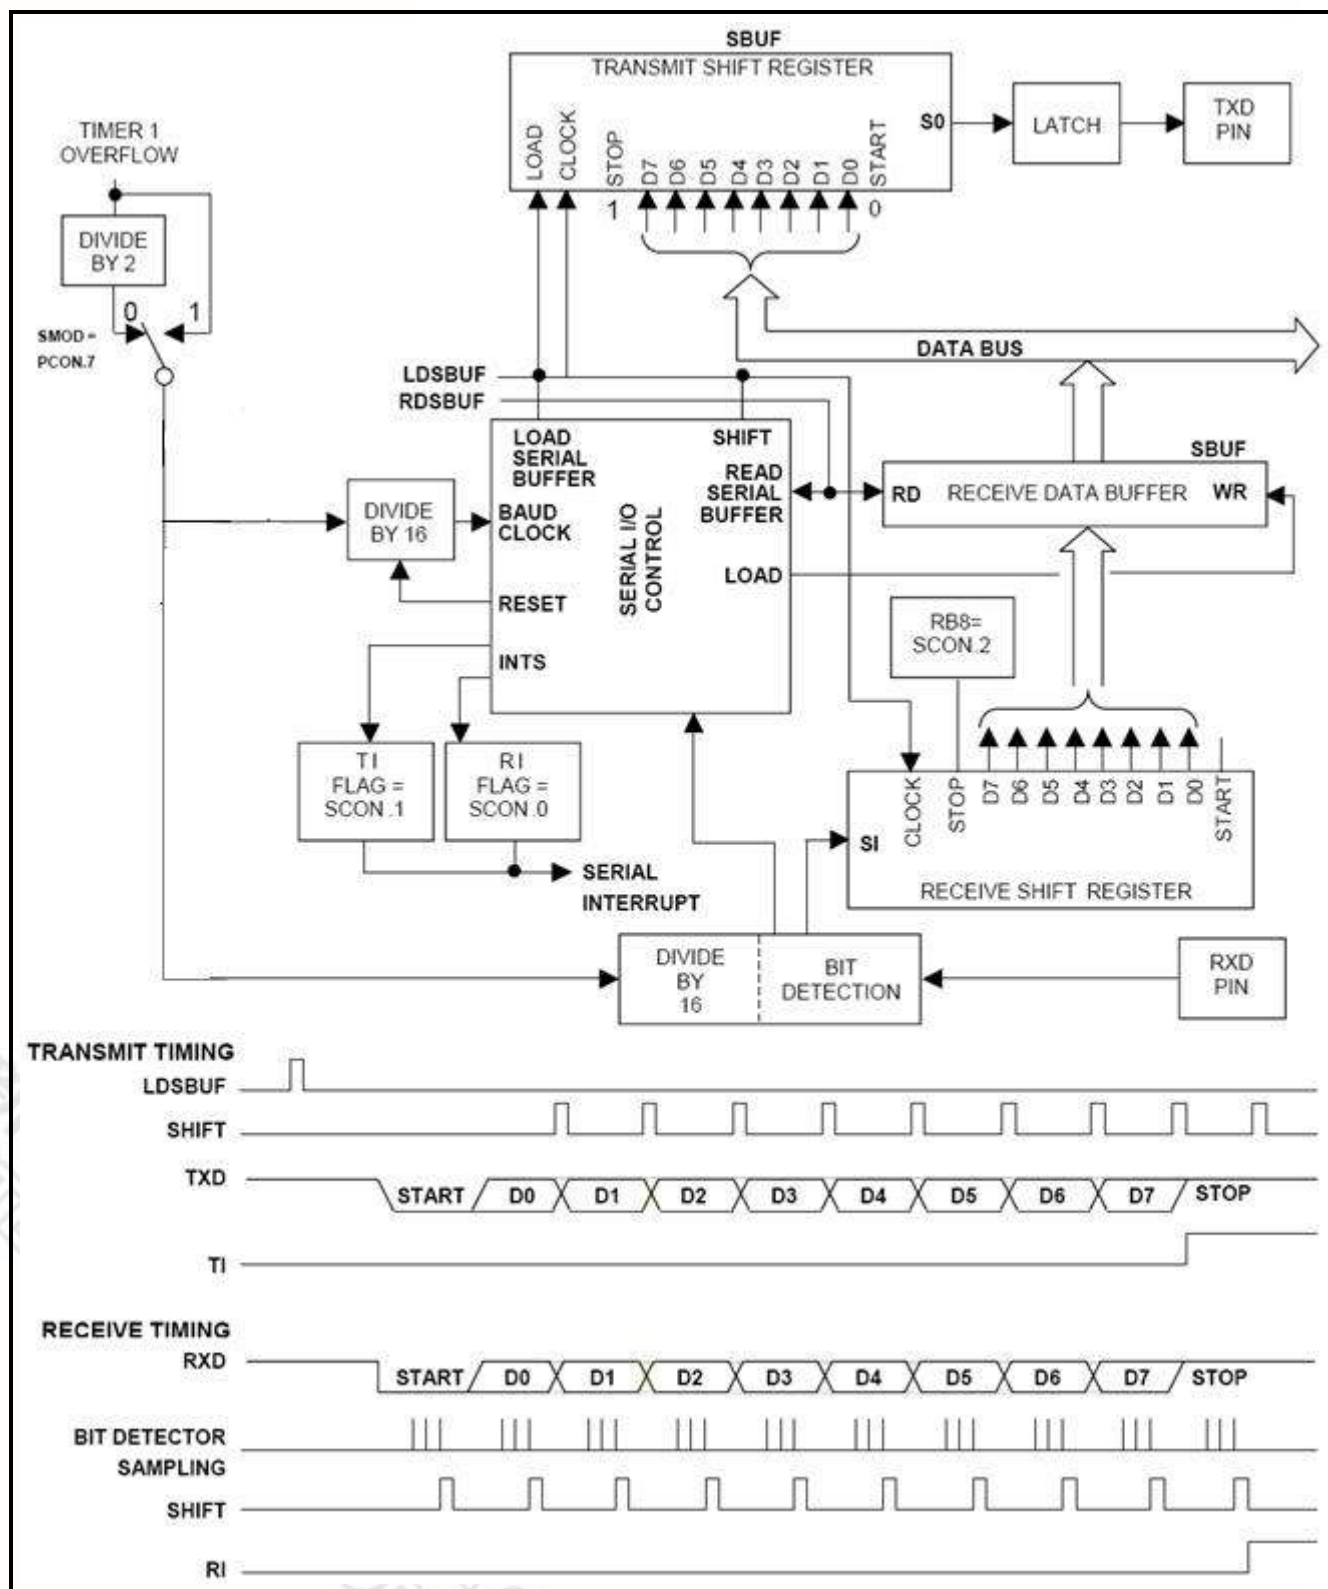 SBUF
TRANSMIT SHIFT REGISTER
LOAD
CLOCK
STOP
D7
D6
D5
D4
D3
D2
D1
D0
START
S0
1
0
LATCH
TXD
PIN
TIMER 1
OVERFLOW
DIVIDE
BY 2
0 1
SMOD =
PCON.7
DATA BUS
LDSBUF
RDSBUF
LOAD
SERIAL
BUFFER
SHIFT
READ
SERIAL
BUFFER
BAUD
CLOCK
SERIAL I/O
CONTROL
LOAD
RESET
INTS
DIVIDE
BY 16
SBUF
RD RECEIVE DATA BUFFER WR
RB8=
SCON.2
TI
FLAG =
SCON .1
RI
FLAG =
SCON.0
SERIAL
INTERRUPT
SI
CLOCK
STOP
D7
D6
D5
D4
D3
D2
D1
D0
START
RECEIVE SHIFT REGISTER
DIVIDE
BY
16
BIT
DETECTION
RXD
PIN
TRANSMIT TIMING
LDSBUF
SHIFT
TXD START D0 D1 D2 D3 D4 D5 D6 D7 STOP
TI
RECEIVE TIMING
RXD START D0 D1 D2 D3 D4 D5 D6 D7 STOP
BIT DETECTOR
SAMPLING
SHIFT
RI